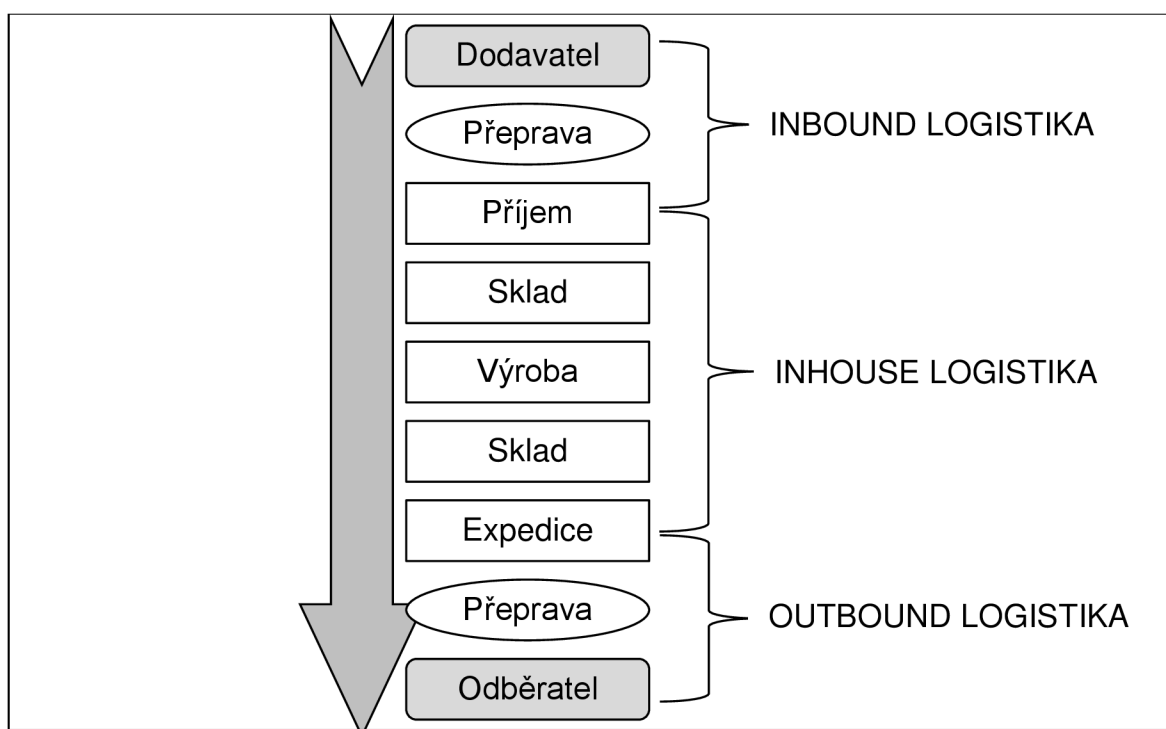 Dodavatel
Přeprava
INBOUND LOGISTIKA
Příjem
Sklad
Výroba
INHOUSE LOGISTIKA
Sklad
Expedice
Přeprava
OUTBOUND LOGISTIKA
Odběratel